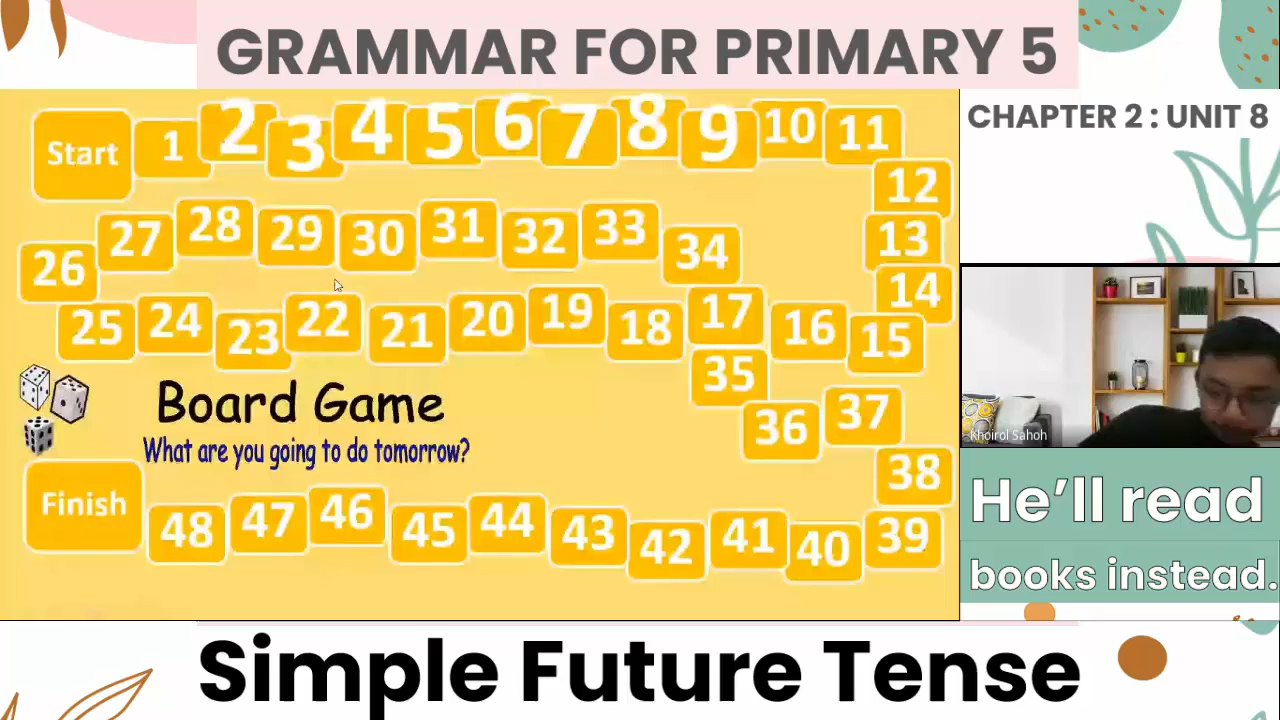 GRAMMAR FOR PRIMARY 5
CHAPTER 2 : UNIT 8
Start 1 2 3 4 5 6 7 8 9 10 11
12
13
14
26 27 28 29 30 31 32 33 34
25 24 23 22 21 20 19 18 17 16 15
35
36 37
38
Board Game
What are you going to do tomorrow?
Finish 48 47 46 45 44 43 42 41 40 39
Khoirol Sahoh
He'll read
books instead.
Simple Future Tense